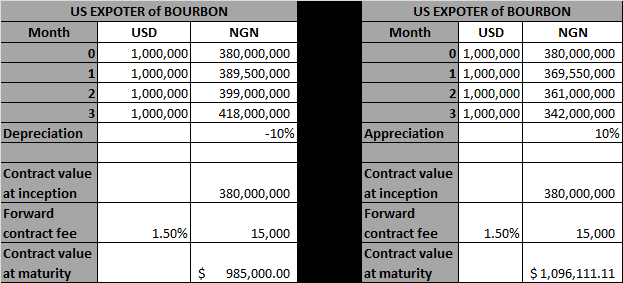 US EXPOTER of BOURBON
Month USD NGN
0 1,000,000 380,000,000
1 1,000,000 389,500,000
2 1,000,000 399,000,000
3 1,000,000 418,000,000
Depreciation -10%
Contract value
at inception 380,000,000
Forward
contract fee 1.50% 15,000
Contract value
at maturity $ 985,000.00
US EXPOTER of BOURBON
Month USD NGN
0 1,000,000 380,000,000
1 1,000,000 369,550,000
2 1,000,000 361,000,000
3 1,000,000 342,000,000
Appreciation 10%
Contract value
at inception 380,000,000
Forward
contract fee 1.50% 15,000
Contract value
at maturity $ 1,096,111.11